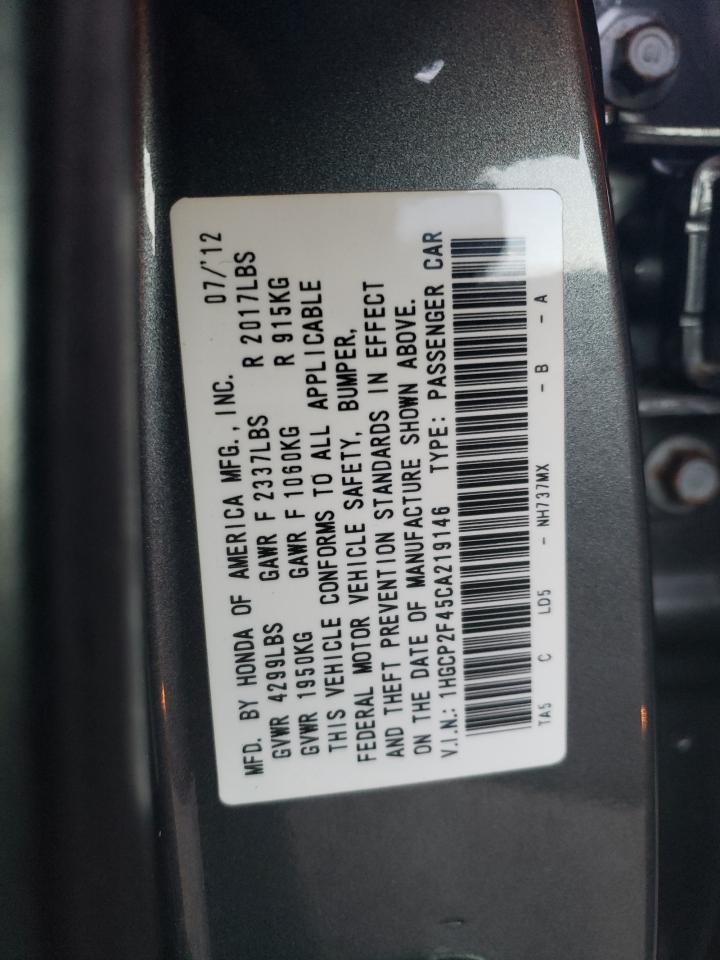 MFD. BY HONDA OF AMERICA MFG., INC. 07/'12
GVWR 4299LBS GAWR F 2337LBS R 2017LBS
GVWR 1950KG GAWR F 1060KG R 915KG
THIS VEHICLE CONFORMS TO ALL APPLICABLE
FEDERAL MOTOR VEHICLE SAFETY, BUMPER,
AND THEFT PREVENTION STANDARDS IN EFFECT
ON THE DATE OF MANUFACTURE SHOWN ABOVE.
V.I.N.: 1HGCP2F45CA219146 TYPE: PASSENGER CAR
TA5 C LD5 - NH737MX - B - A